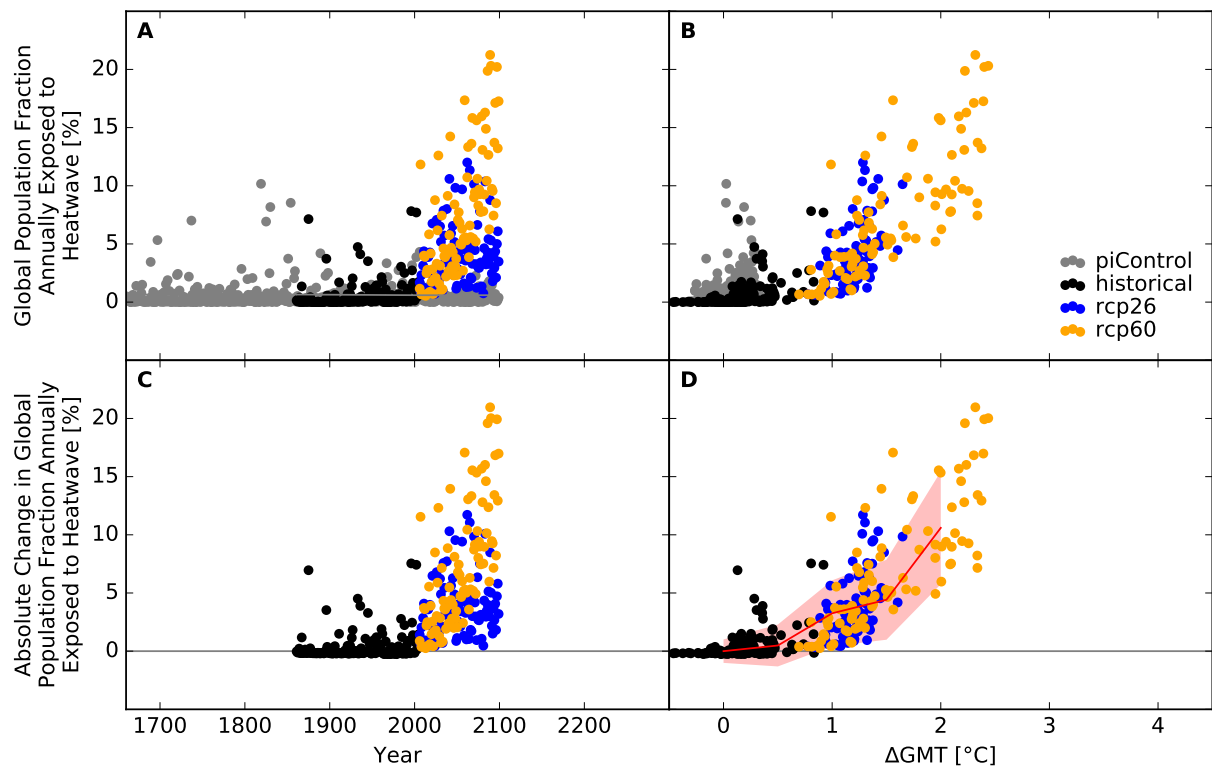 A
B
Global Population Fraction
Annually Exposed to
Heatwave [%]
20
15
10
5
0
piControl
historical
rcp26
rcp60
C
D
Absolute Change in Global
Population Fraction Annually
Exposed to Heatwave [%]
20
15
10
5
0
1700 1800 1900 2000 2100 2200
0 1 2 3 4
Year
ΔGMT [°C]